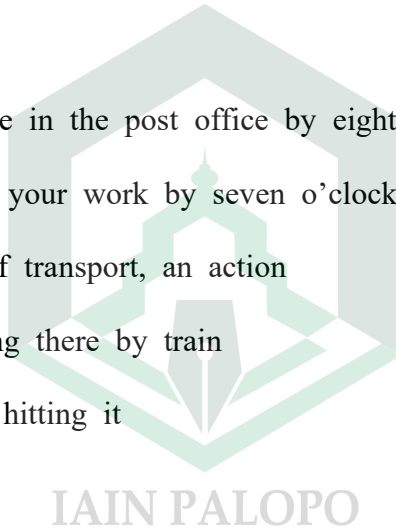 e in the post office by eight
your work by seven o’clock
f transport, an action
ng there by train
hitting it
IAIN PALOPO